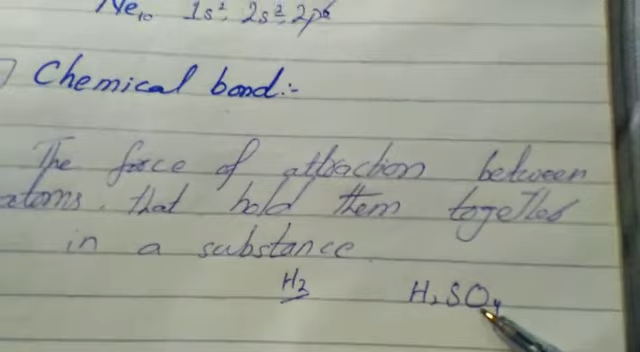 Ne₁₀ 1s² 2s² 2p⁶
Chemical bond:-
The force of attraction between
atoms. that hold them together
in a substance
H₂ H₂SO₄